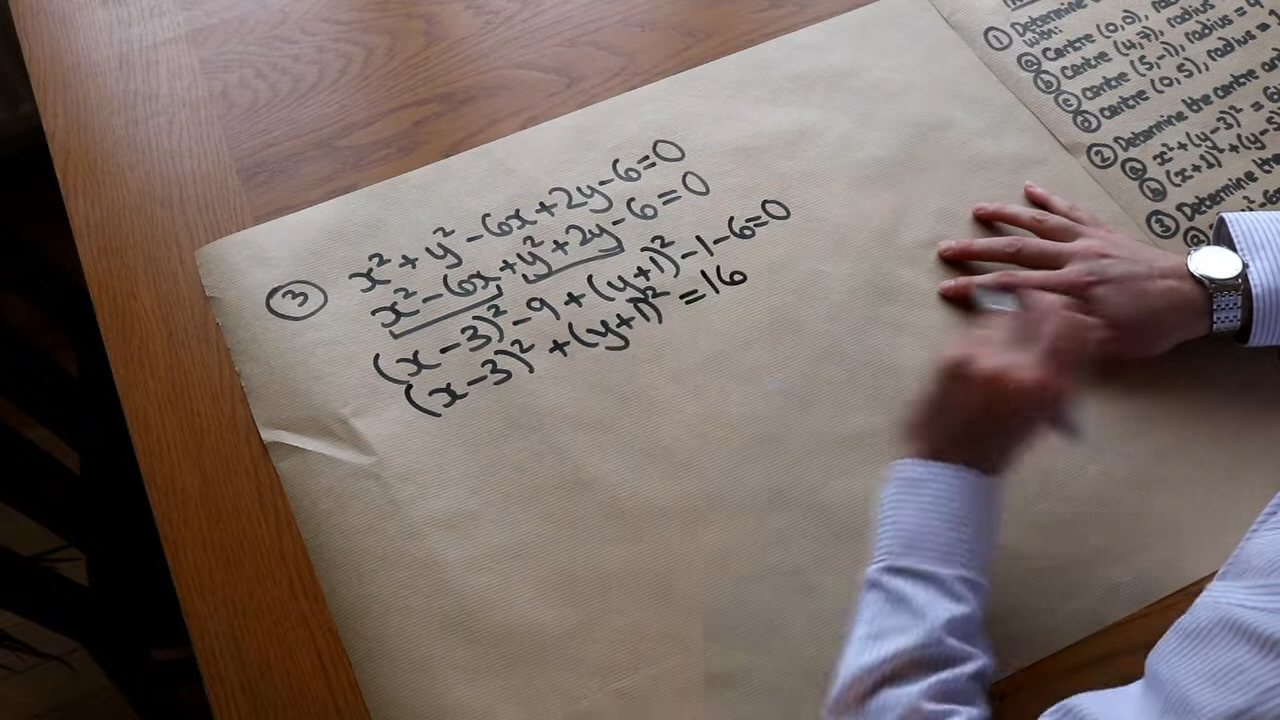 ③ x² + y² - 6x + 2y - 6 = 0
x² - 6x + y² + 2y - 6 = 0
(x - 3)² - 9 + (y + 1)² - 1 - 6 = 0
(x - 3)² + (y + 1)² = 16
① Determine
with:
ⓐ Centre (0,0),
ⓑ Centre (4,7), radius
ⓒ Centre (5,-1), radius = 4
ⓓ Centre (0,5), radius =
② Determine the centre
ⓐ x² + (y-3)² =
ⓑ (x+1)² + (y-5)
③ Determine the
ⓐ